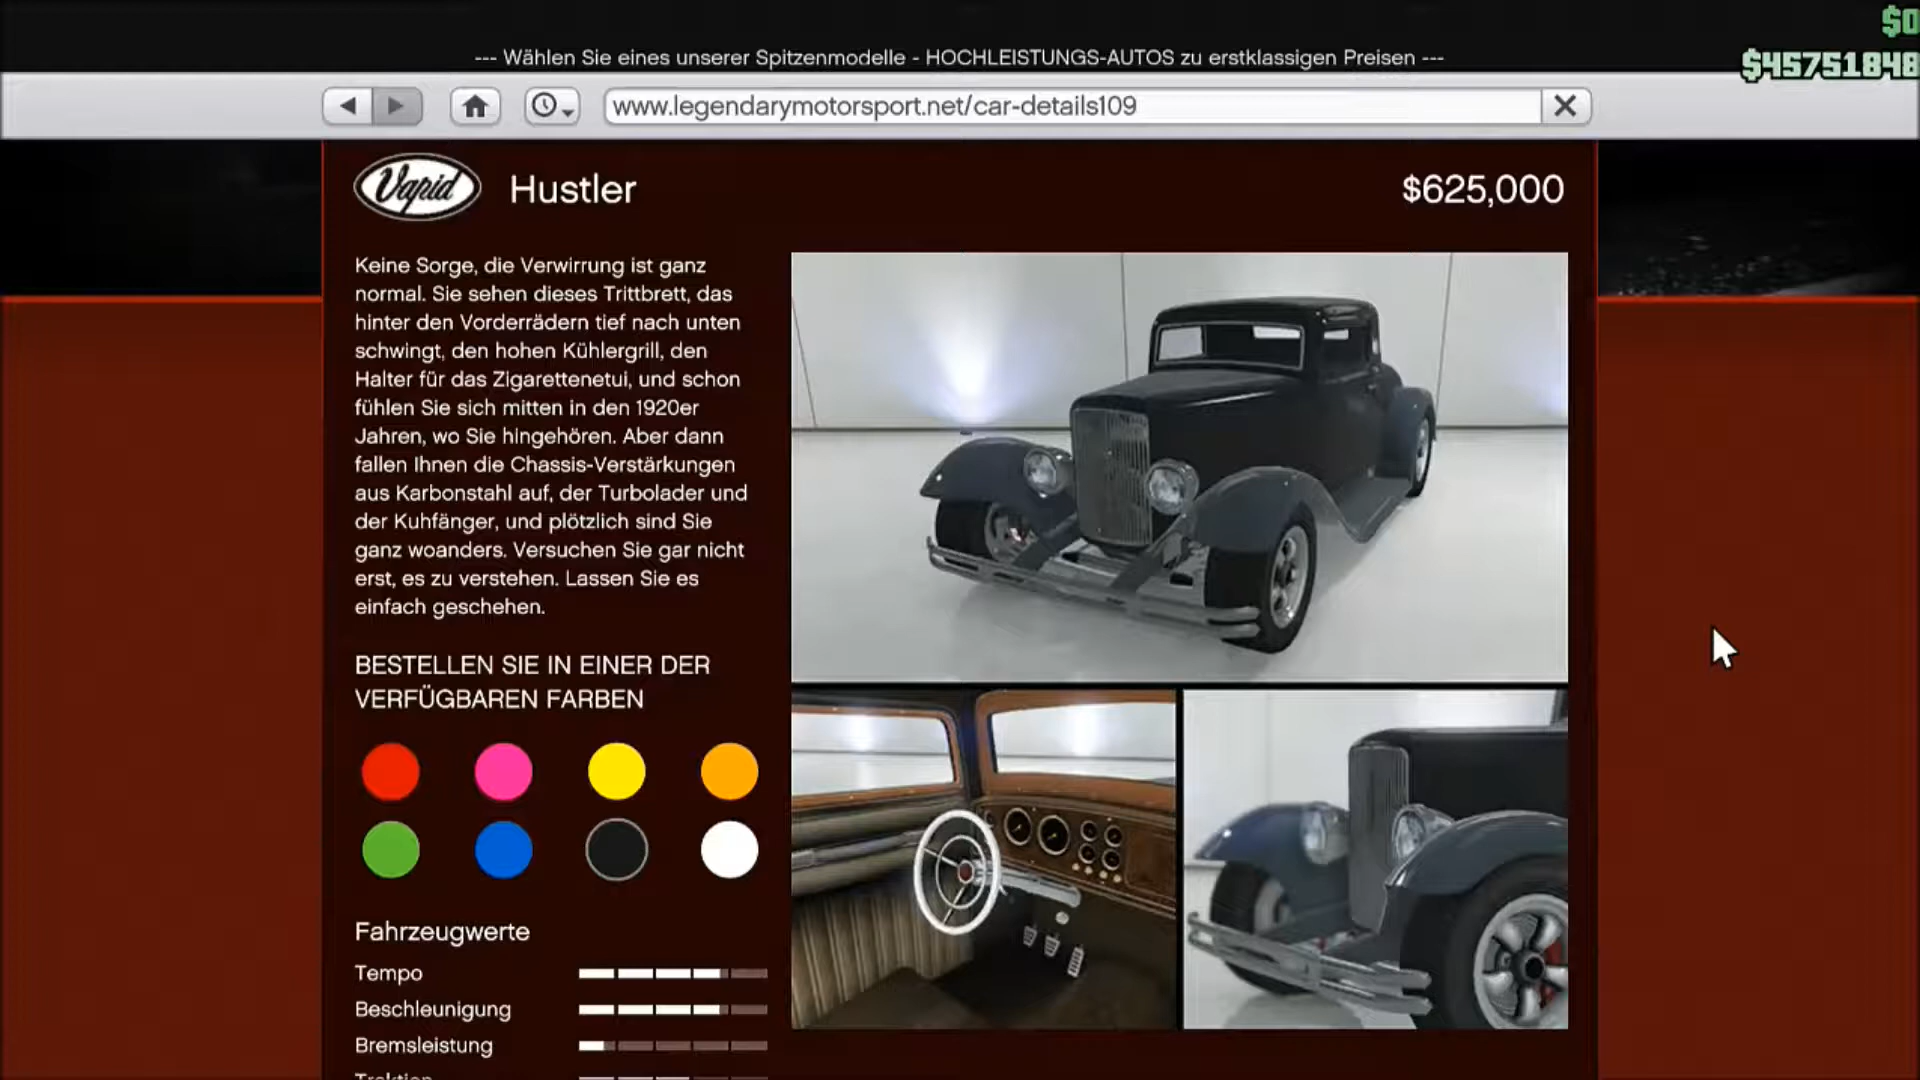 $0
--- Wählen Sie eines unserer Spitzenmodelle - HOCHLEISTUNGS-AUTOS zu erstklassigen Preisen ---
$45751848
www.legendarymotorsport.net/car-details109
Vapid
Hustler
$625,000
Keine Sorge, die Verwirrung ist ganz
normal. Sie sehen dieses Trittbrett, das
hinter den Vorderrädern tief nach unten
schwingt, den hohen Kühlergrill, den
Halter für das Zigarettenetui, und schon
fühlen Sie sich mitten in den 1920er
Jahren, wo Sie hingehören. Aber dann
fallen Ihnen die Chassis-Verstärkungen
aus Karbonstahl auf, der Turbolader und
der Kuhfänger, und plötzlich sind Sie
ganz woanders. Versuchen Sie gar nicht
erst, es zu verstehen. Lassen Sie es
einfach geschehen.
BESTELLEN SIE IN EINER DER
VERFÜGBAREN FARBEN
Fahrzeugwerte
Tempo
Beschleunigung
Bremsleistung
Traktion